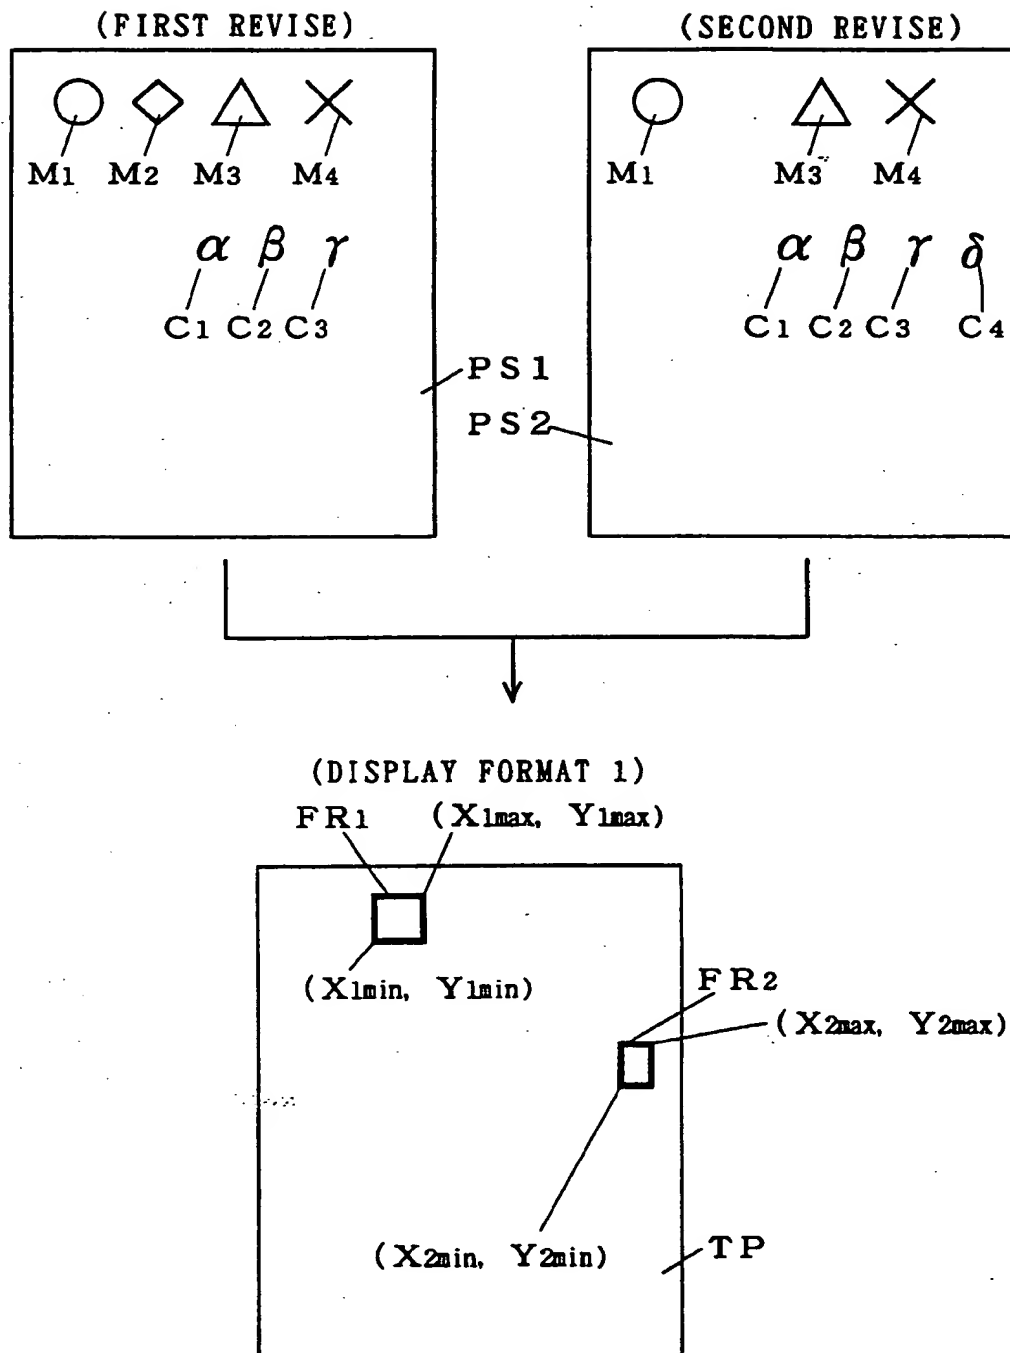 (FIRST REVISE) (SECOND REVISE)
M1 M2 M3 M4 M1 M3 M4
α β γ α β γ δ
C1 C2 C3 C1 C2 C3 C4
PS1
PS2
(DISPLAY FORMAT 1)
FR1 (X1max, Y1max)
(X1min, Y1min)
FR2
(X2max, Y2max)
(X2min, Y2min)
TP